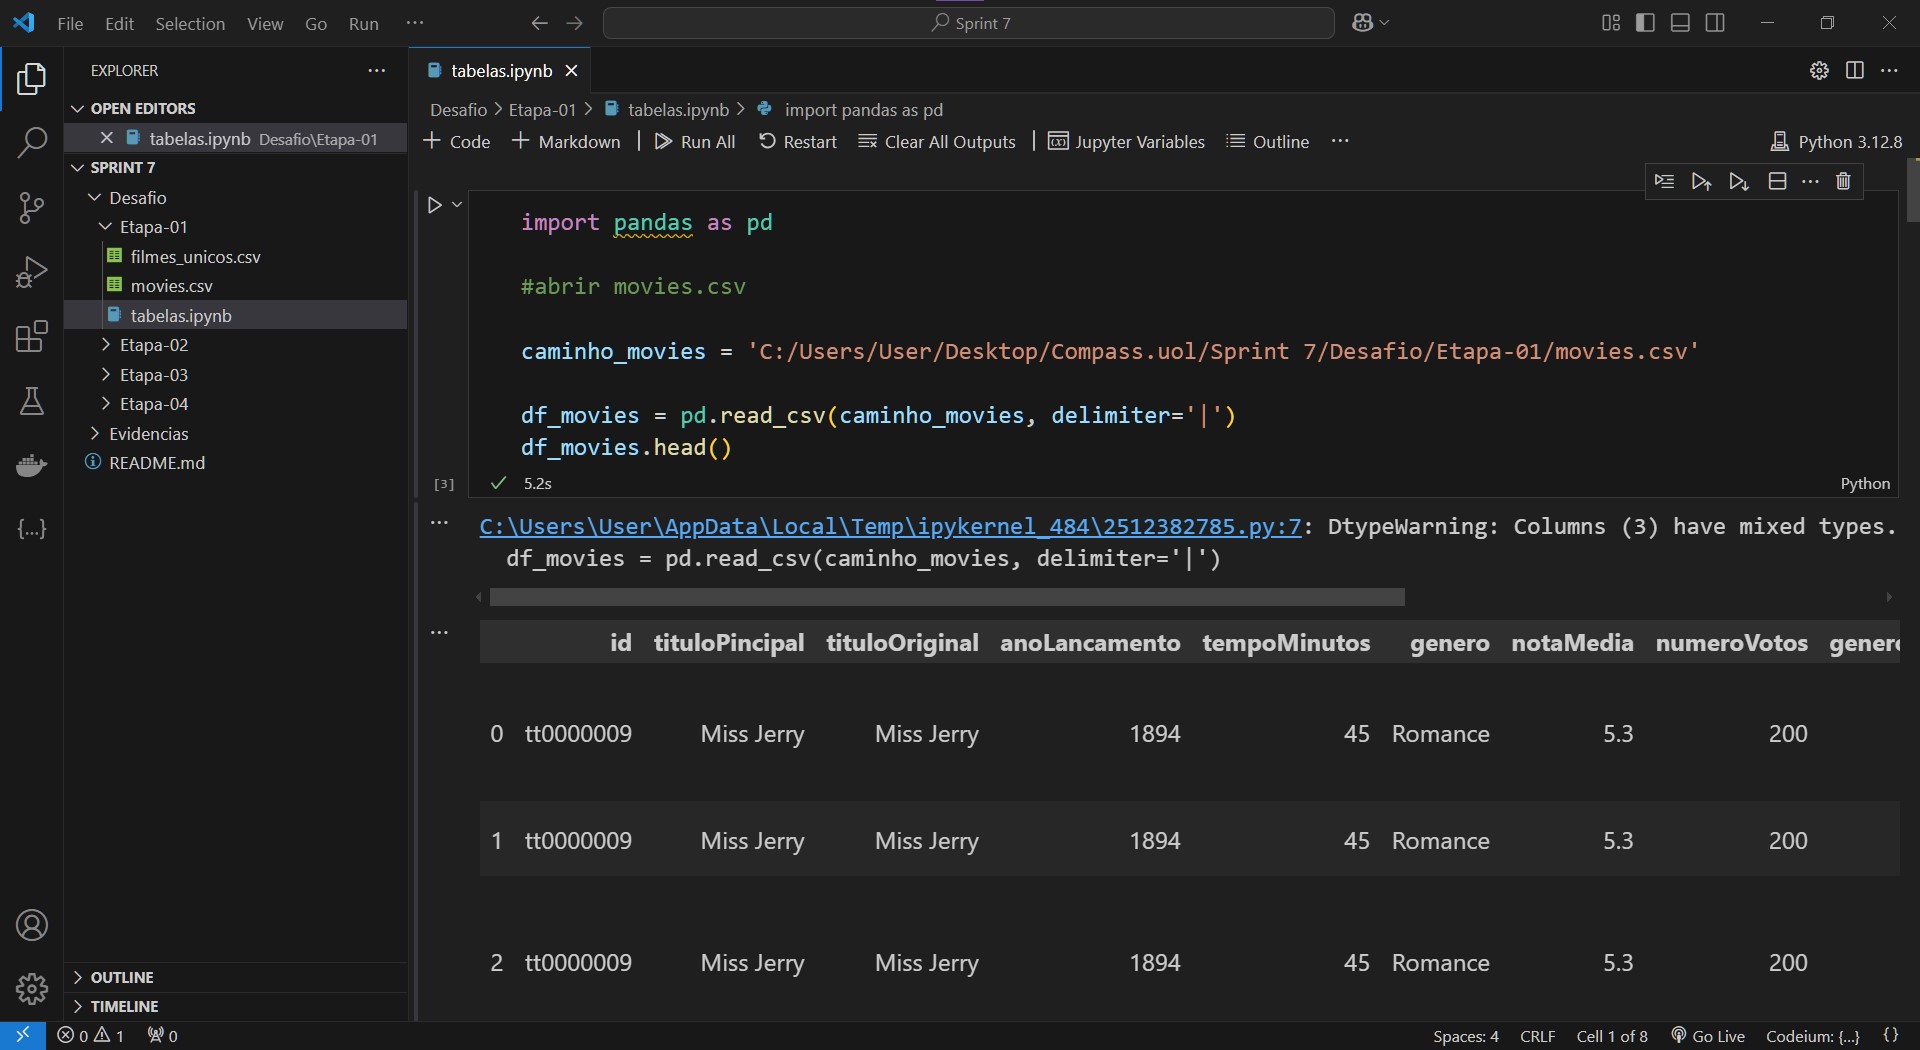 File Edit Selection View Go Run ···
Sprint 7
EXPLORER
OPEN EDITORS
tabelas.ipynb Desafio\Etapa-01
SPRINT 7
Desafio
Etapa-01
filmes_unicos.csv
movies.csv
tabelas.ipynb
Etapa-02
Etapa-03
Etapa-04
Evidencias
README.md
OUTLINE
TIMELINE
tabelas.ipynb
Desafio > Etapa-01 > tabelas.ipynb > import pandas as pd
Code Markdown Run All Restart Clear All Outputs Jupyter Variables Outline ···
Python 3.12.8
import pandas as pd
#abrir movies.csv
caminho_movies = 'C:/Users/User/Desktop/Compass.uol/Sprint 7/Desafio/Etapa-01/movies.csv'
df_movies = pd.read_csv(caminho_movies, delimiter='|')
df_movies.head()
[3] 5.2s Python
C:\Users\User\AppData\Local\Temp\ipykernel_484\2512382785.py:7: DtypeWarning: Columns (3) have mixed types.
df_movies = pd.read_csv(caminho_movies, delimiter='|')
id tituloPincipal tituloOriginal anoLancamento tempoMinutos genero notaMedia numeroVotos genero
0 tt0000009 Miss Jerry Miss Jerry 1894 45 Romance 5.3 200
1 tt0000009 Miss Jerry Miss Jerry 1894 45 Romance 5.3 200
2 tt0000009 Miss Jerry Miss Jerry 1894 45 Romance 5.3 200
0 1 0
Spaces: 4 CRLF Cell 1 of 8 Go Live Codeium: {...} {}